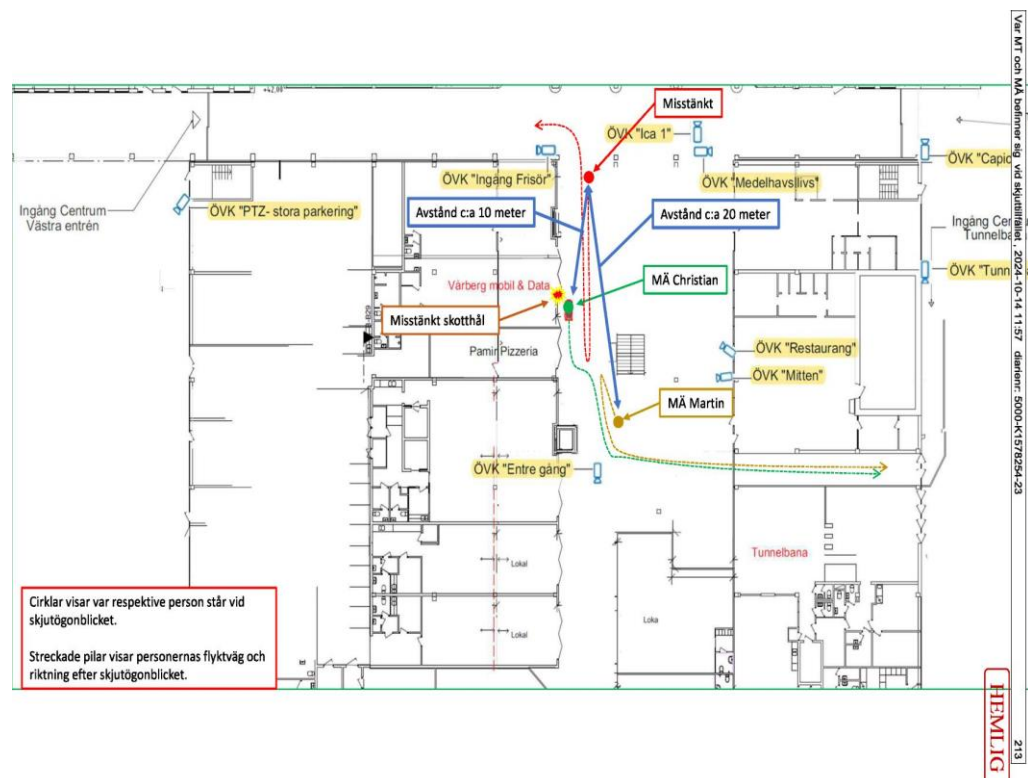 +42,00
Misstänkt
ÖVK "Ica 1"
ÖVK "Ingång Frisör"
ÖVK "Medelhavsllivs"
ÖVK "Capio
ÖVK "PTZ- stora parkering"
Ingång Centrum
Västra entrén
Avstånd c:a 10 meter
Avstånd c:a 20 meter
Ingång Cen
Tunnelba
ÖVK "Tunn
Vårberg mobil & Data
MÄ Christian
Misstänkt skotthål
Pamir Pizzeria
ÖVK "Restaurang"
ÖVK "Mitten"
MÄ Martin
ÖVK "Entre gång"
Tunnelbana
Lokal
Lokal
Loka
Cirklar visar var respektive person står vid
skjutögonblicket.
Streckade pilar visar personernas flyktväg och
riktning efter skjutögonblicket.
Var MT och MÄ befinner sig vid skjuttillfället , 2024-10-14 11:57 diarienr: 5000-K1578254-23
213
HEMLIG